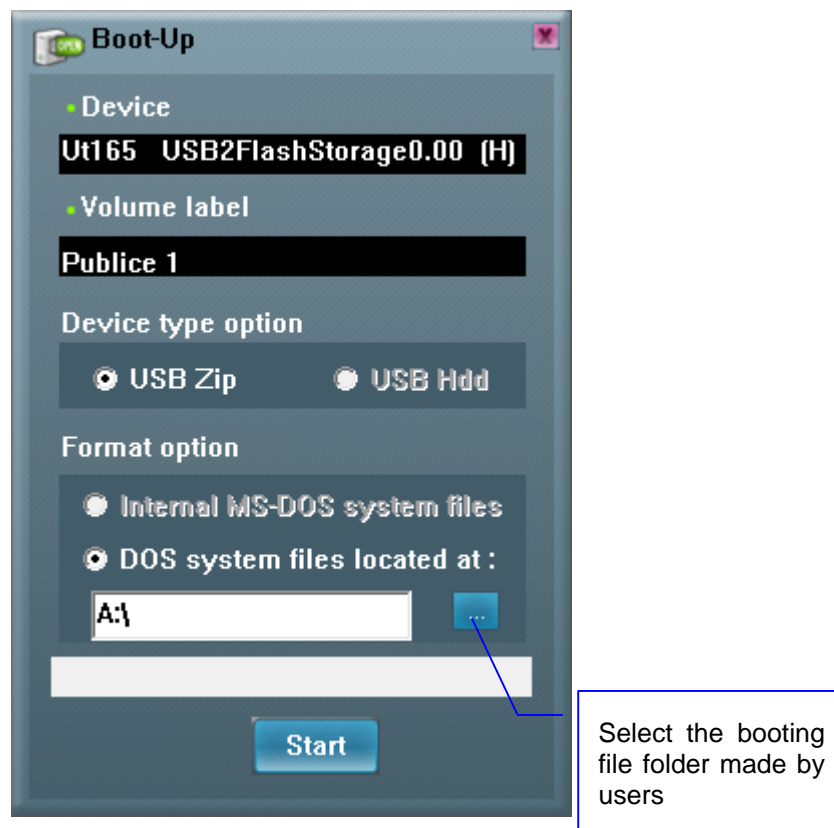 OPEN
Boot-Up
Device
Ut165 USB2FlashStorage0.00 (H)
Volume label
Publice 1
Device type option
USB Zip USB Hdd
Format option
Internal MS-DOS system files
DOS system files located at :
A:\ ...
Start
Select the booting
file folder made by
users